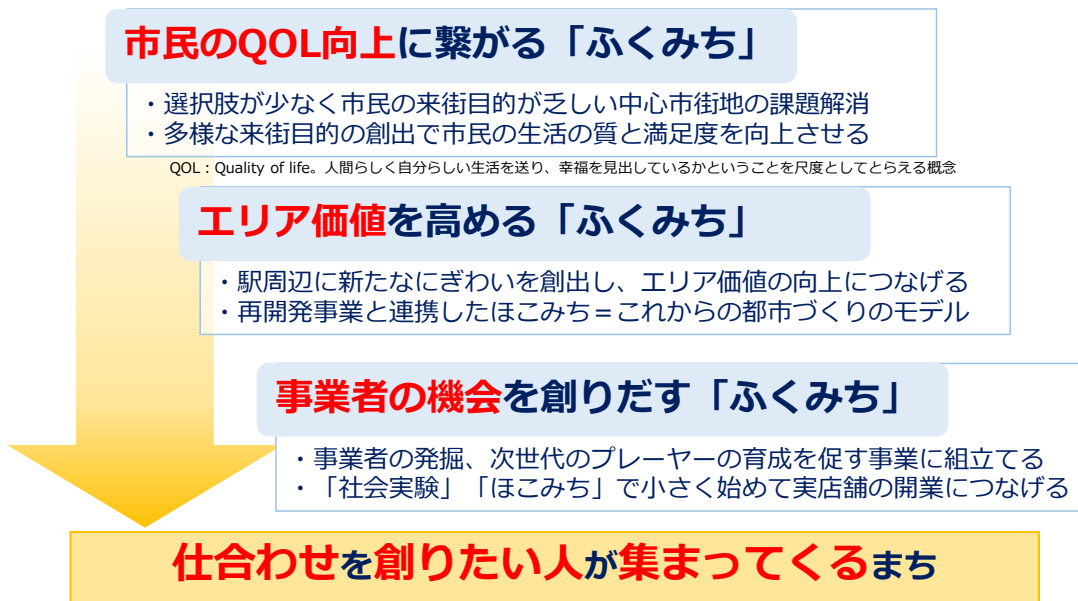 市民のQOL向上に繋がる「ふくみち」
・選択肢が少なく市民の来街目的が乏しい中心市街地の課題解消
・多様な来街目的の創出で市民の生活の質と満足度を向上させる
QOL：Quality of life。人間らしく自分らしい生活を送り、幸福を見出しているかということを尺度としてとらえる概念
エリア価値を高める「ふくみち」
・駅周辺に新たなにぎわいを創出し、エリア価値の向上につなげる
・再開発事業と連携したほこみち＝これからの都市づくりのモデル
事業者の機会を創りだす「ふくみち」
・事業者の発掘、次世代のプレーヤーの育成を促す事業に組立てる
・「社会実験」「ほこみち」で小さく始めて実店舗の開業につなげる
仕合わせを創りたい人が集まってくるまち